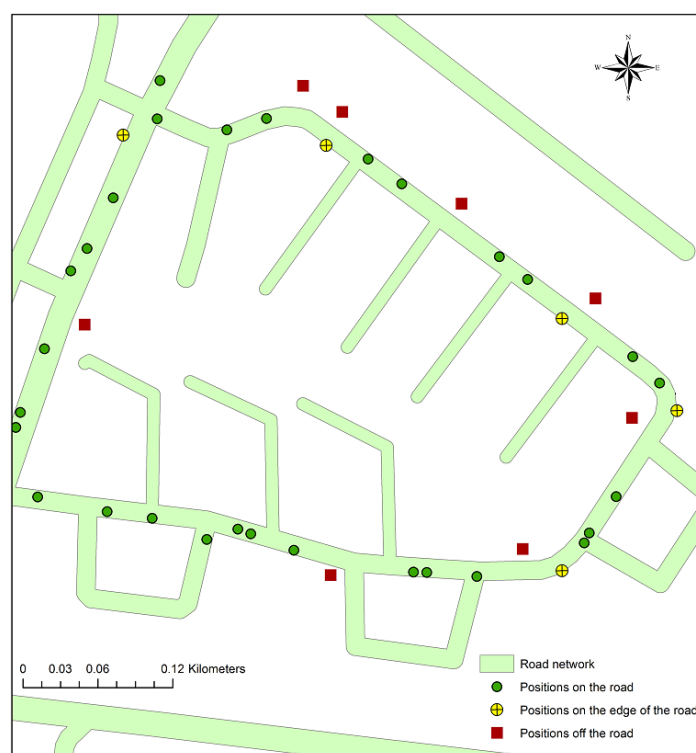 N
W E
S
0 0.03 0.06 0.12 Kilometers
Road network
Positions on the road
Positions on the edge of the road
Positions off the road